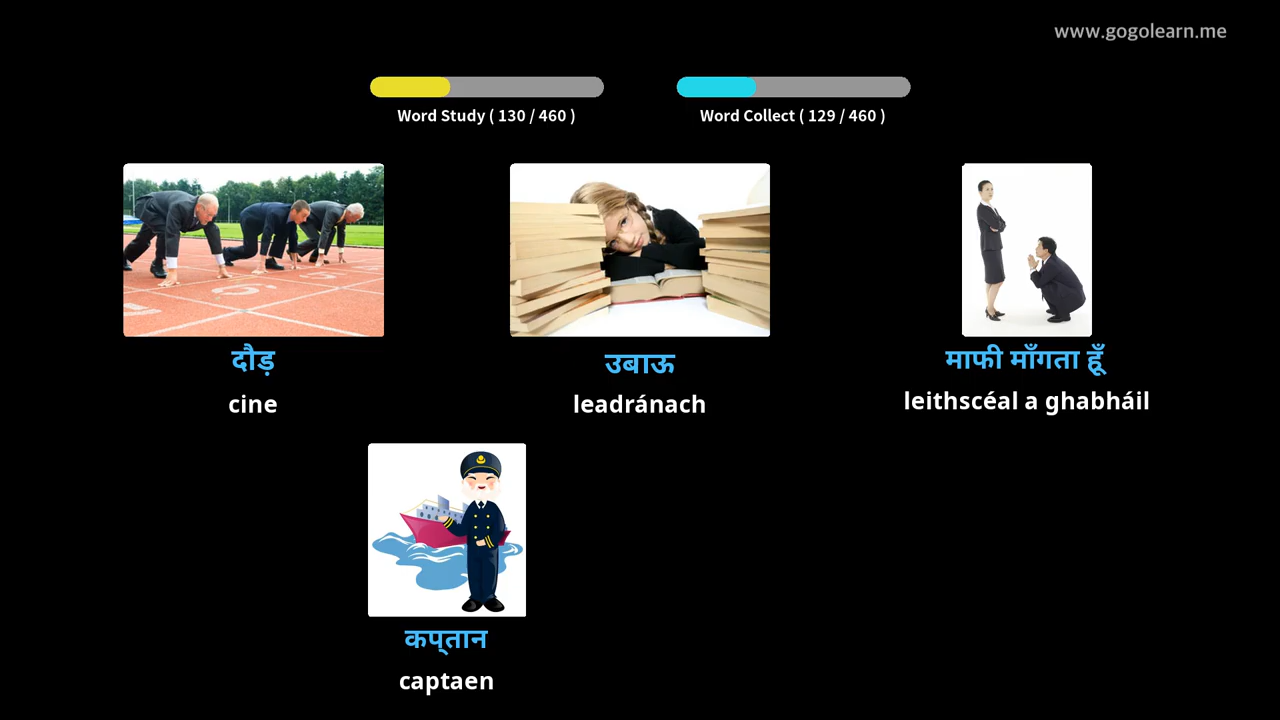 www.gogolearn.me
Word Study ( 130 / 460 )
Word Collect ( 129 / 460 )
दौड़
cine
उबाऊ
leadránach
माफी माँगता हूँ
leithscéal a ghabháil
कप्तान
captaen